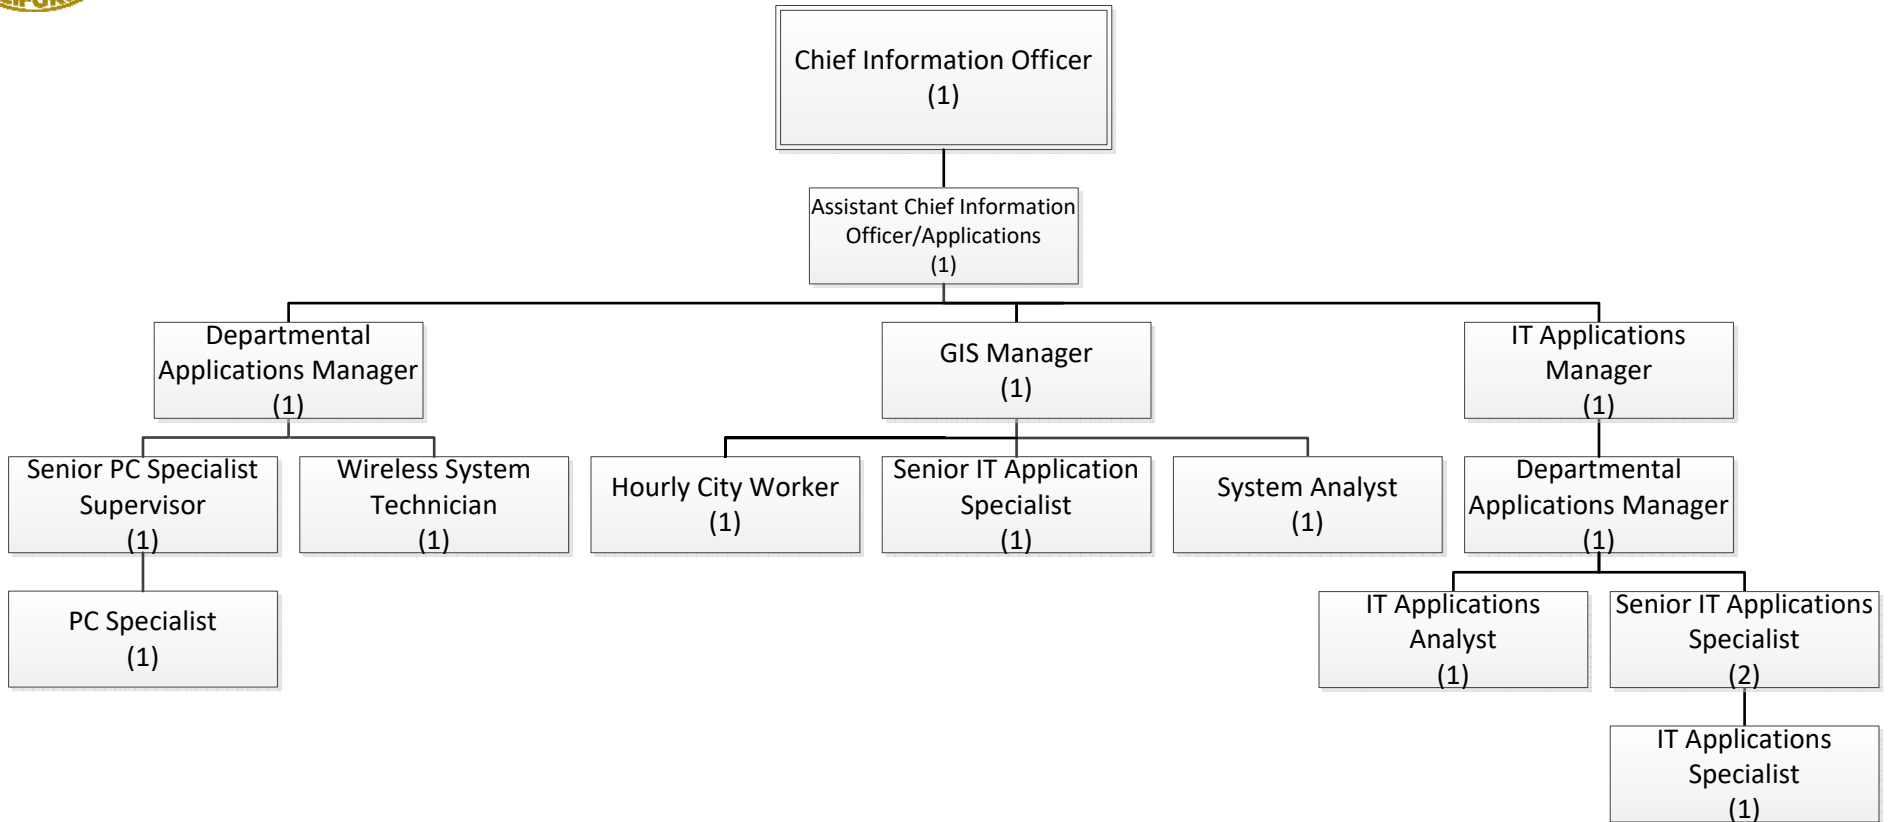 Chief Information Officer
(1)
Assistant Chief Information
Officer/Applications
(1)
Departmental
Applications Manager
(1)
GIS Manager
(1)
IT Applications
Manager
(1)
Senior PC Specialist
Supervisor
(1)
Wireless System
Technician
(1)
Hourly City Worker
(1)
Senior IT Application
Specialist
(1)
System Analyst
(1)
Departmental
Applications Manager
(1)
PC Specialist
(1)
IT Applications
Analyst
(1)
Senior IT Applications
Specialist
(2)
IT Applications
Specialist
(1)